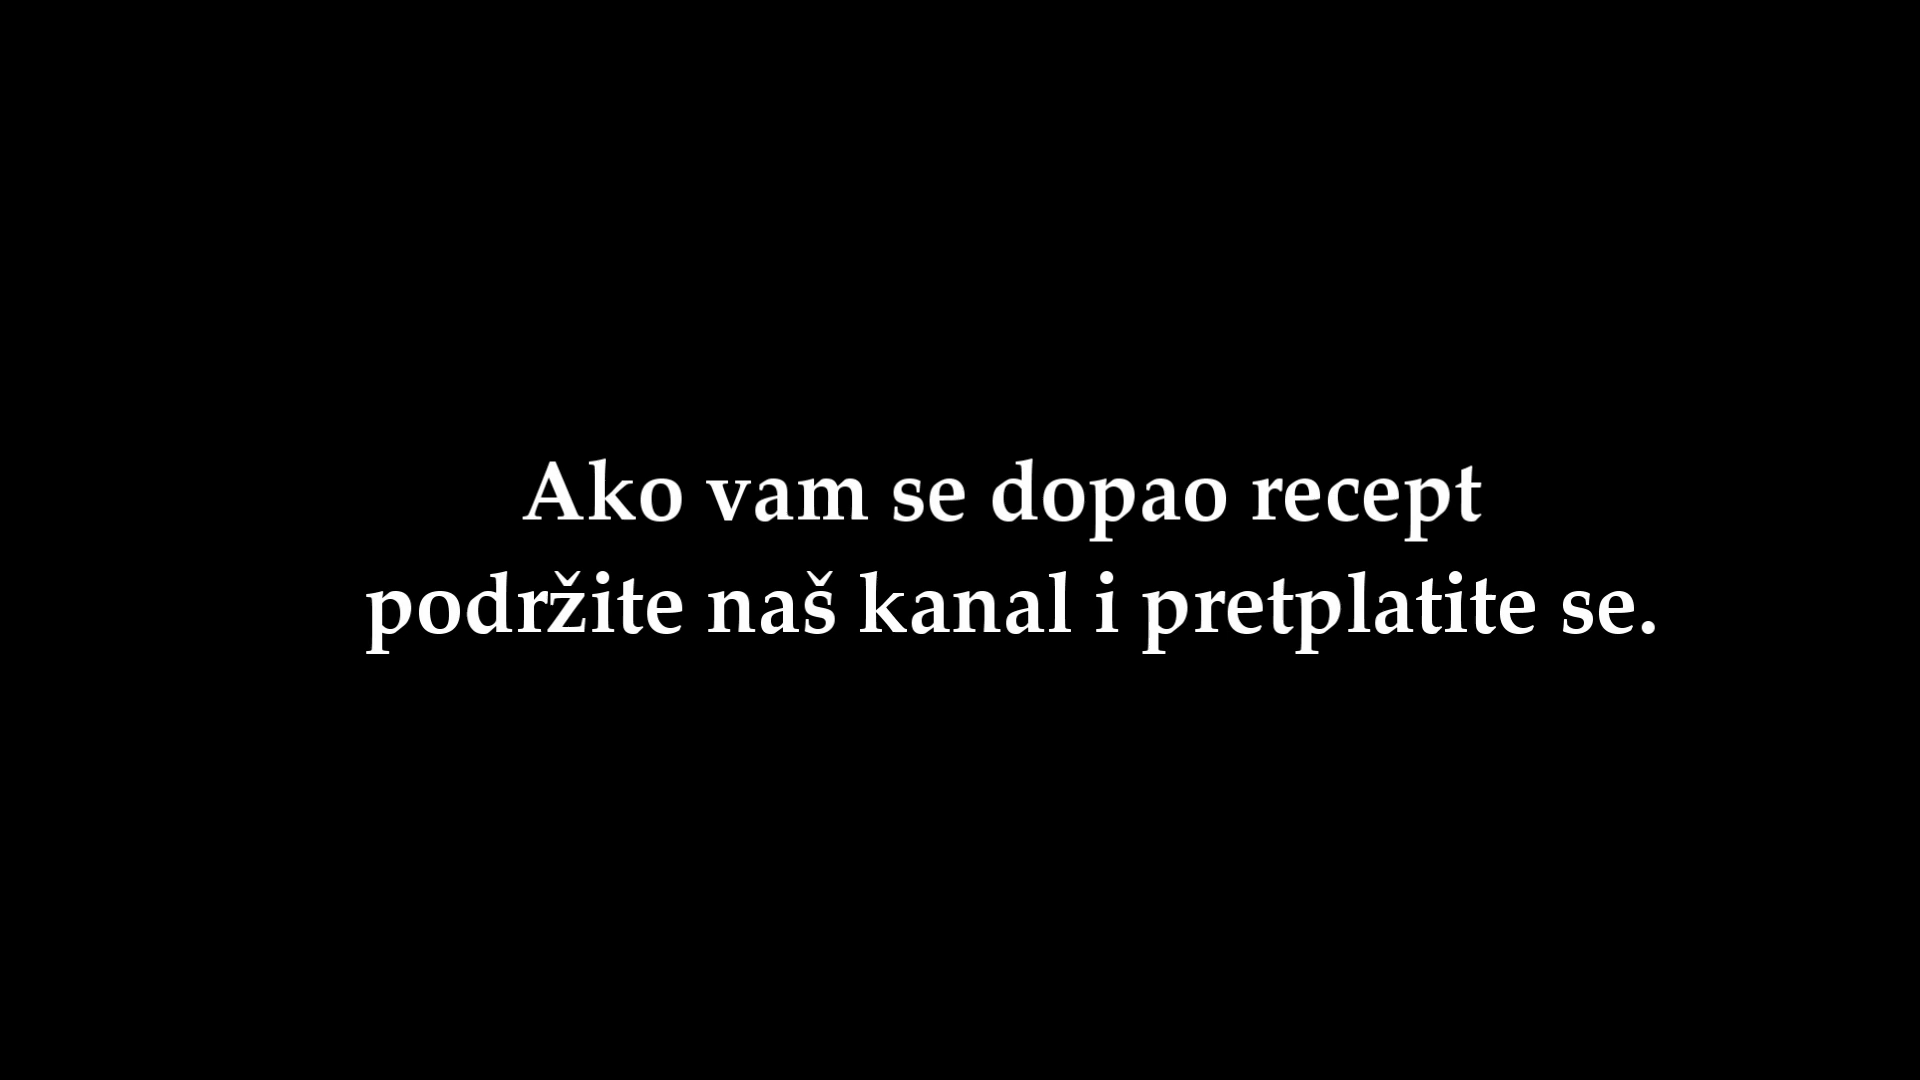 Ako vam se dopao recept
podržite naš kanal i pretplatite se.